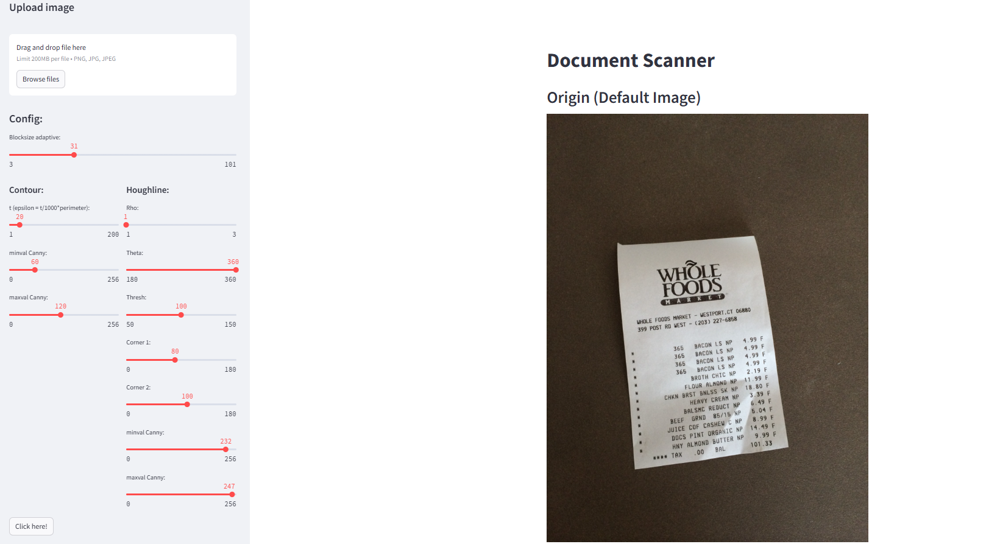 Upload image
Drag and drop file here
Limit 200MB per file • PNG, JPG, JPEG
Browse files
Config:
Blocksize adaptive:
31
3 101
Contour:
t (epsilon = t/1000*perimeter):
20
1 200
minval Canny:
60
0 256
maxval Canny:
120
0 256
Houghline:
Rho:
1
1 3
Theta:
360
180 360
Thresh:
100
50 150
Corner 1:
80
0 180
Corner 2:
100
0 180
minval Canny:
232
0 256
maxval Canny:
247
0 256
Click here!
Document Scanner
Origin (Default Image)
WHOLE
FOODS
MARKET
WHOLE FOODS MARKET - WESTPORT,CT 06880
399 POST RD WEST - (203) 227-6858
* 365 BACON LS NP 4.99 F
* 365 BACON LS NP 4.99 F
* 365 BACON LS NP 4.99 F
* 365 BACON LS NP 4.99 F
* BROTH CHIC NP 2.19 F
* FLOUR ALMOND NP 11.99 F
* CHKN BRST BNLSS SK NP 18.80 F
* HEAVY CREAM NP 3.39 F
* BALSMC REDUCT NP 6.49 F
* BEEF GRND 85/15 NP 5.04 F
* JUICE COF CASHEW C NP 8.99 F
* DOCS PINT ORGANIC NP 14.49 F
* HNY ALMOND BUTTER NP 9.99 F
**** TAX .00 BAL 101.33